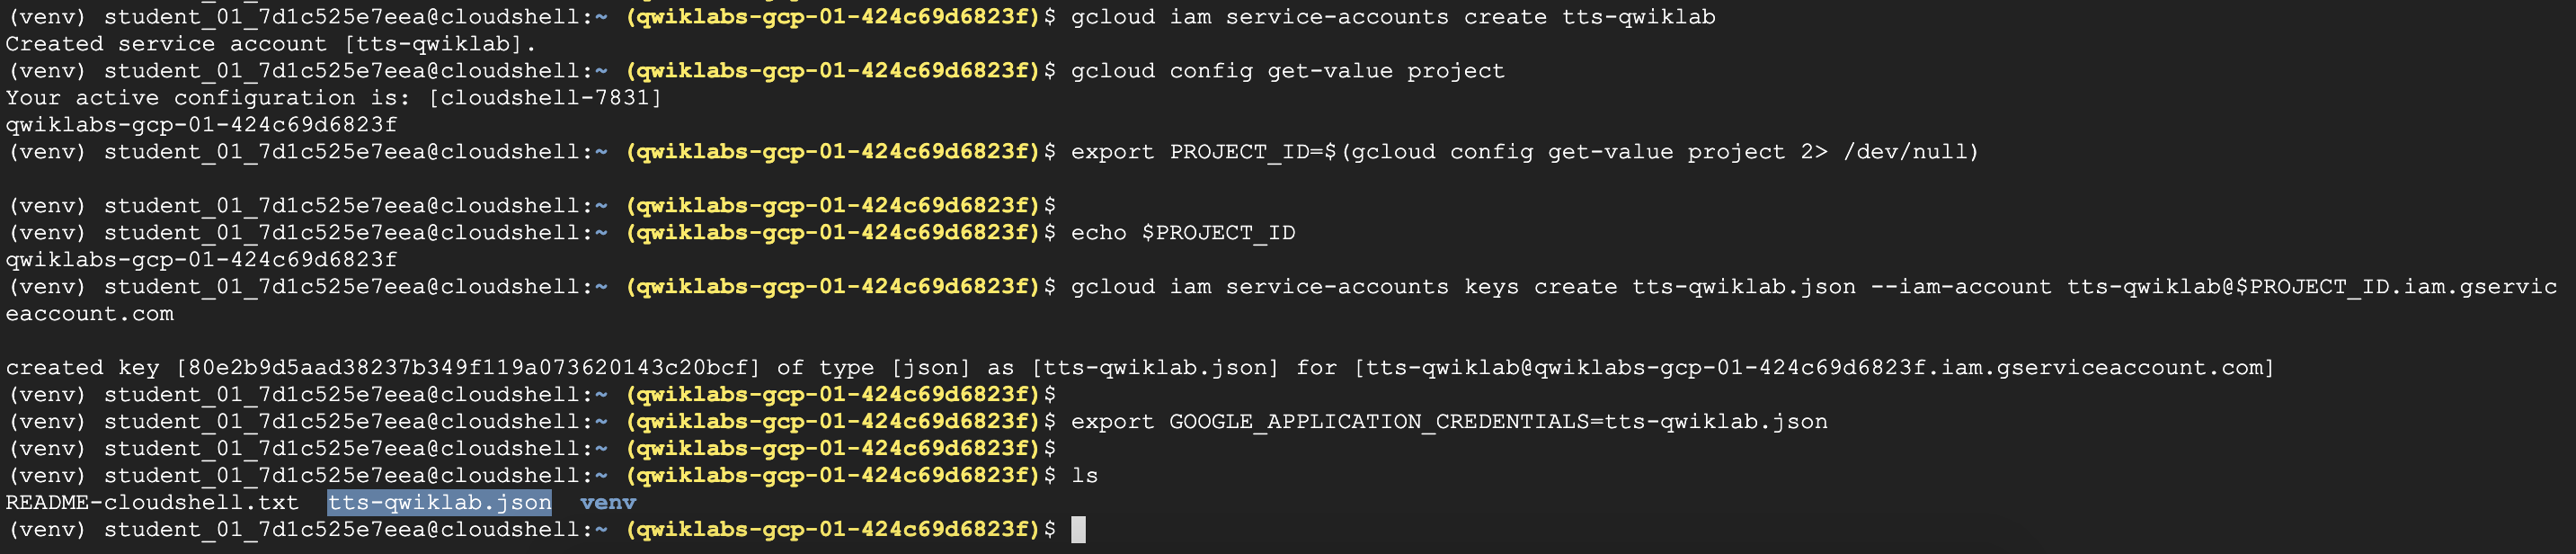 (venv) student_01_7d1c525e7eea@cloudshell:~ (qwiklabs-gcp-01-424c69d6823f)$ gcloud iam service-accounts create tts-qwiklab
Created service account [tts-qwiklab].
(venv) student_01_7d1c525e7eea@cloudshell:~ (qwiklabs-gcp-01-424c69d6823f)$ gcloud config get-value project
Your active configuration is: [cloudshell-7831]
qwiklabs-gcp-01-424c69d6823f
(venv) student_01_7d1c525e7eea@cloudshell:~ (qwiklabs-gcp-01-424c69d6823f)$ export PROJECT_ID=$(gcloud config get-value project 2> /dev/null)
(venv) student_01_7d1c525e7eea@cloudshell:~ (qwiklabs-gcp-01-424c69d6823f)$
(venv) student_01_7d1c525e7eea@cloudshell:~ (qwiklabs-gcp-01-424c69d6823f)$ echo $PROJECT_ID
qwiklabs-gcp-01-424c69d6823f
(venv) student_01_7d1c525e7eea@cloudshell:~ (qwiklabs-gcp-01-424c69d6823f)$ gcloud iam service-accounts keys create tts-qwiklab.json --iam-account tts-qwiklab@$PROJECT_ID.iam.gservic
eaccount.com
created key [80e2b9d5aad38237b349f119a073620143c20bcf] of type [json] as [tts-qwiklab.json] for [tts-qwiklab@qwiklabs-gcp-01-424c69d6823f.iam.gserviceaccount.com]
(venv) student_01_7d1c525e7eea@cloudshell:~ (qwiklabs-gcp-01-424c69d6823f)$
(venv) student_01_7d1c525e7eea@cloudshell:~ (qwiklabs-gcp-01-424c69d6823f)$ export GOOGLE_APPLICATION_CREDENTIALS=tts-qwiklab.json
(venv) student_01_7d1c525e7eea@cloudshell:~ (qwiklabs-gcp-01-424c69d6823f)$
(venv) student_01_7d1c525e7eea@cloudshell:~ (qwiklabs-gcp-01-424c69d6823f)$ ls
README-cloudshell.txt  tts-qwiklab.json  venv
(venv) student_01_7d1c525e7eea@cloudshell:~ (qwiklabs-gcp-01-424c69d6823f)$